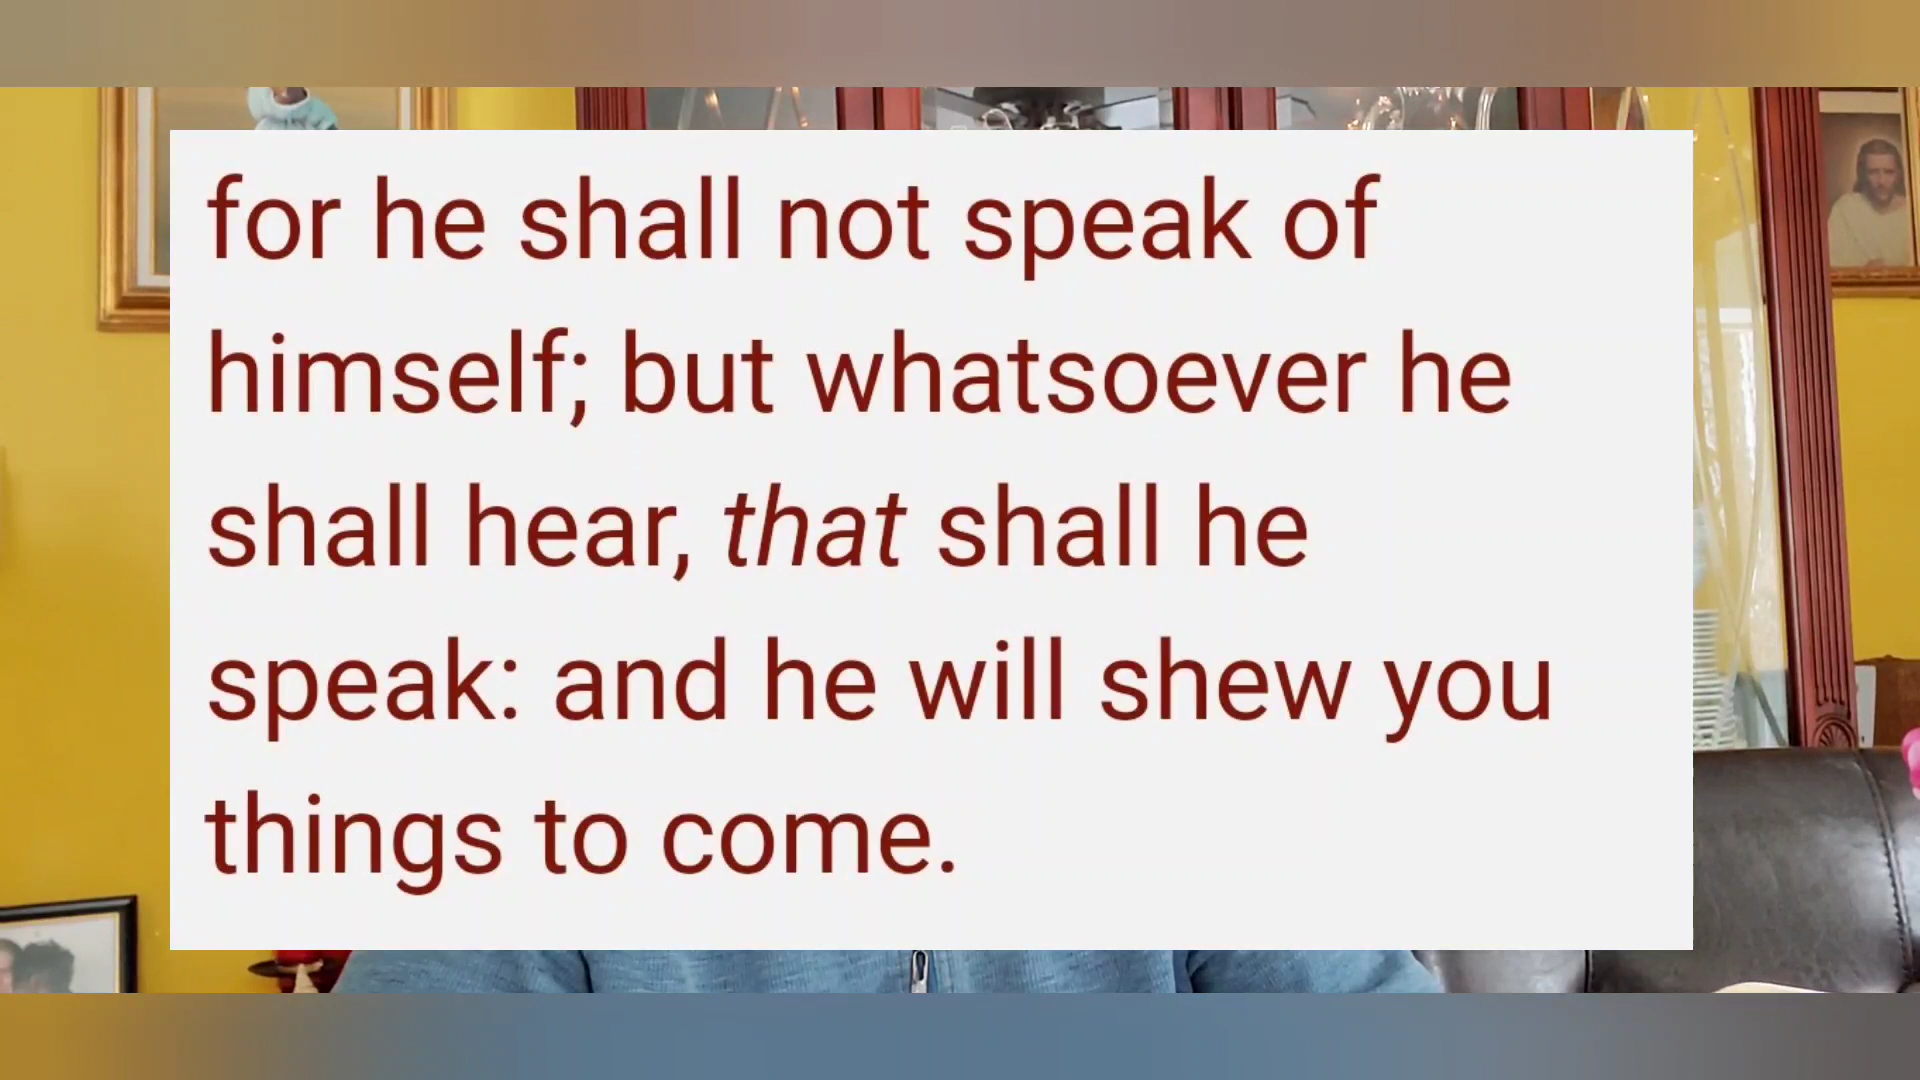 for he shall not speak of
himself; but whatsoever he
shall hear, that shall he
speak: and he will shew you
things to come.